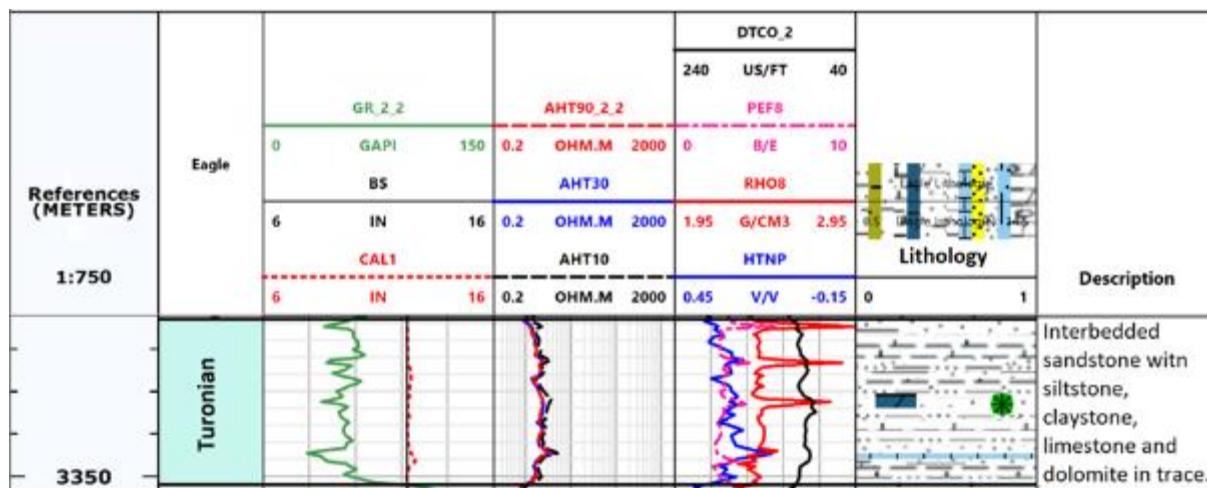 References
(METERS)
1:750
Eagle
GR_2_2
0 GAPI 150
BS
6 IN 16
CAL1
6 IN 16
AHT90_2_2
0.2 OHM.M 2000
AHT30
0.2 OHM.M 2000
AHT10
0.2 OHM.M 2000
DTCO_2
240 US/FT 40
PEF8
0 B/E 10
RHO8
1.95 G/CM3 2.95
HTNP
0.45 V/V -0.15
Lithology
0 1
Description
3350
Turonian
Interbedded
sandstone witn
siltstone,
claystone,
limestone and
dolomite in trace.